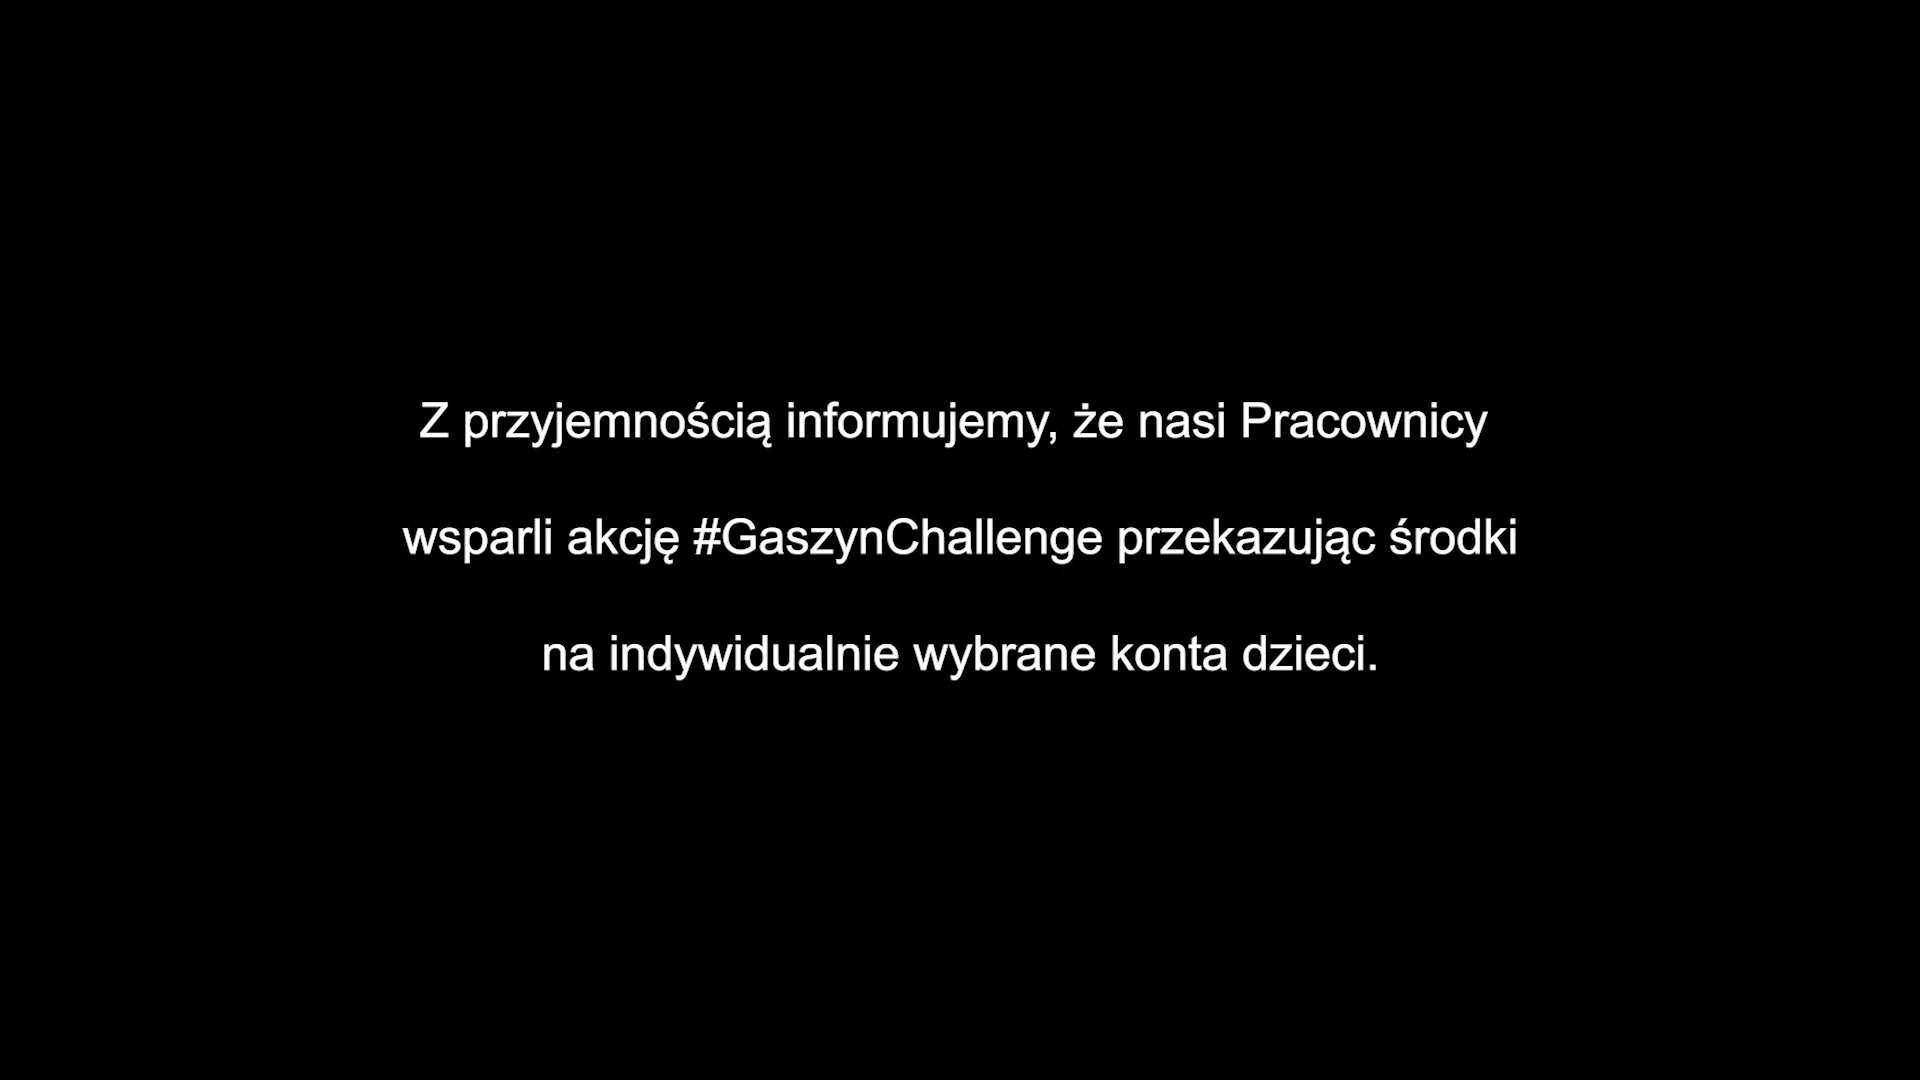 Z przyjemnością informujemy, że nasi Pracownicy
wsparli akcję #GaszynChallenge przekazując środki
na indywidualnie wybrane konta dzieci.